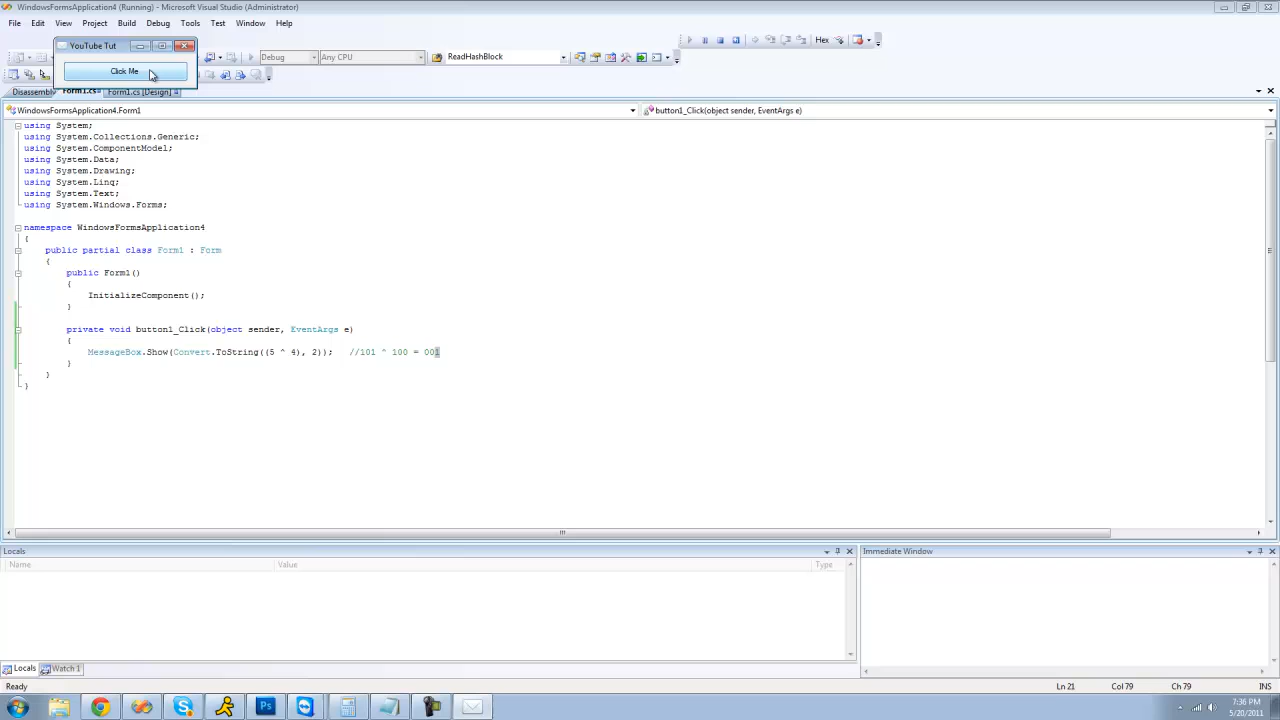 WindowsFormsApplication4 (Running) - Microsoft Visual Studio (Administrator)
File Edit View Project Build Debug Tools Test Window Help
YouTube Tut
Debug Any CPU ReadHashBlock Hex
Click Me
Disassembly Form1.cs Form1.cs [Design]
WindowsFormsApplication4.Form1 button1_Click(object sender, EventArgs e)
using System;
using System.Collections.Generic;
using System.ComponentModel;
using System.Data;
using System.Drawing;
using System.Linq;
using System.Text;
using System.Windows.Forms;
namespace WindowsFormsApplication4
{
public partial class Form1 : Form
{
public Form1()
{
InitializeComponent();
}
private void button1_Click(object sender, EventArgs e)
{
MessageBox.Show(Convert.ToString((5 ^ 4), 2)); //101 ^ 100 = 001
}
}
}
Locals Immediate Window
Name Value Type
Locals Watch 1
Ready Ln 21 Col 79 Ch 79 INS
7:36 PM
5/20/2011